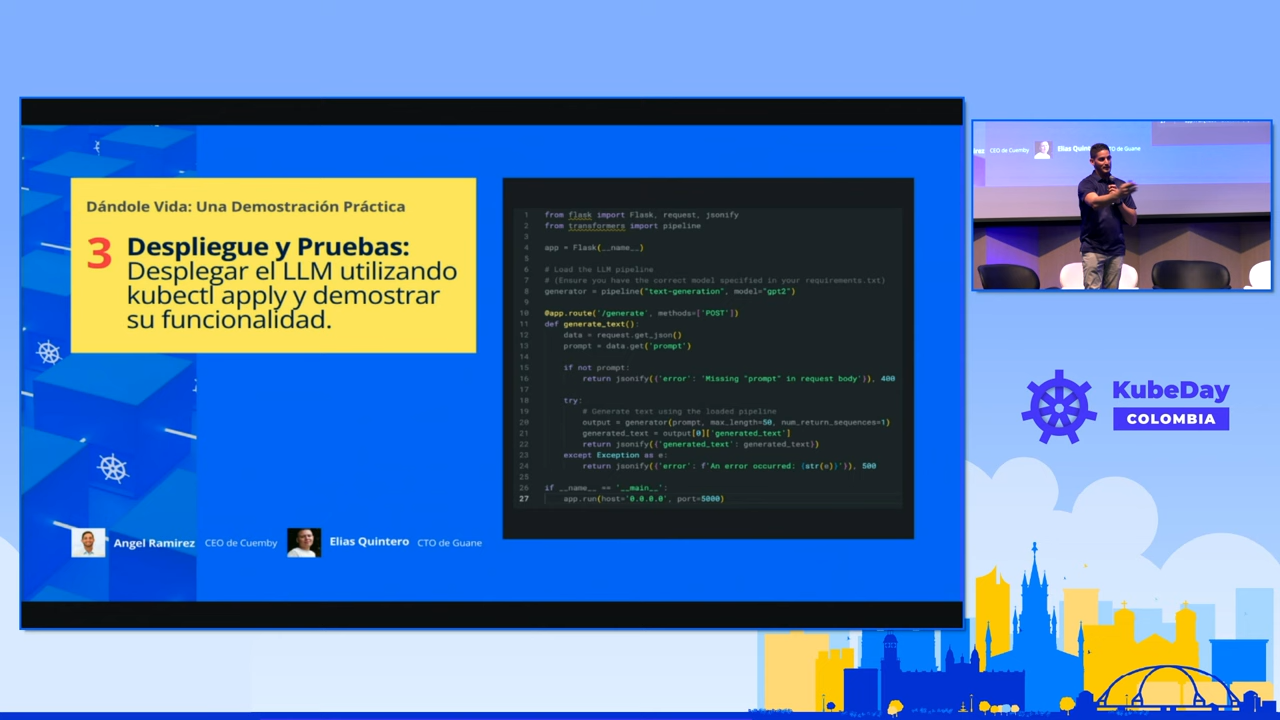 Dándole Vida: Una Demostración Práctica
3 Despliegue y Pruebas:
Desplegar el LLM utilizando
kubectl apply y demostrar
su funcionalidad.
Angel Ramirez CEO de Cuemby
Elias Quintero CTO de Guane
1 from flask import Flask, request, jsonify
2 from transformers import pipeline
3
4 app = Flask(__name__)
5
6 # Load the LLM pipeline
7 # (Ensure you have the correct model specified in your requirements.txt)
8 generator = pipeline("text-generation", model="gpt2")
9
10 @app.route('/generate', methods=['POST'])
11 def generate_text():
12 data = request.get_json()
13 prompt = data.get('prompt')
14
15 if not prompt:
16 return jsonify({'error': 'Missing "prompt" in request body'}), 400
17
18 try:
19 # Generate text using the loaded pipeline
20 output = generator(prompt, max_length=50, num_return_sequences=1)
21 generated_text = output[0]['generated_text']
22 return jsonify({'generated_text': generated_text})
23 except Exception as e:
24 return jsonify({'error': f'An error occurred: {str(e)}'}), 500
25
26 if __name__ == '__main__':
27 app.run(host='0.0.0.0', port=5000)
CEO de Cuemby
Elias Quintero
CTO de Guane
KubeDay
COLOMBIA